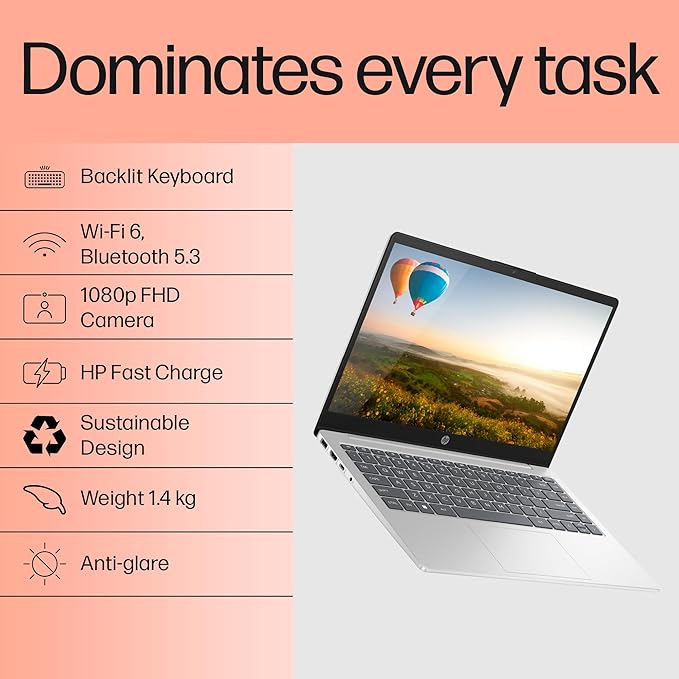 Dominates every task
Backlit Keyboard
Wi-Fi 6,
Bluetooth 5.3
1080p FHD
Camera
HP Fast Charge
Sustainable
Design
Weight 1.4 kg
Anti-glare
hp